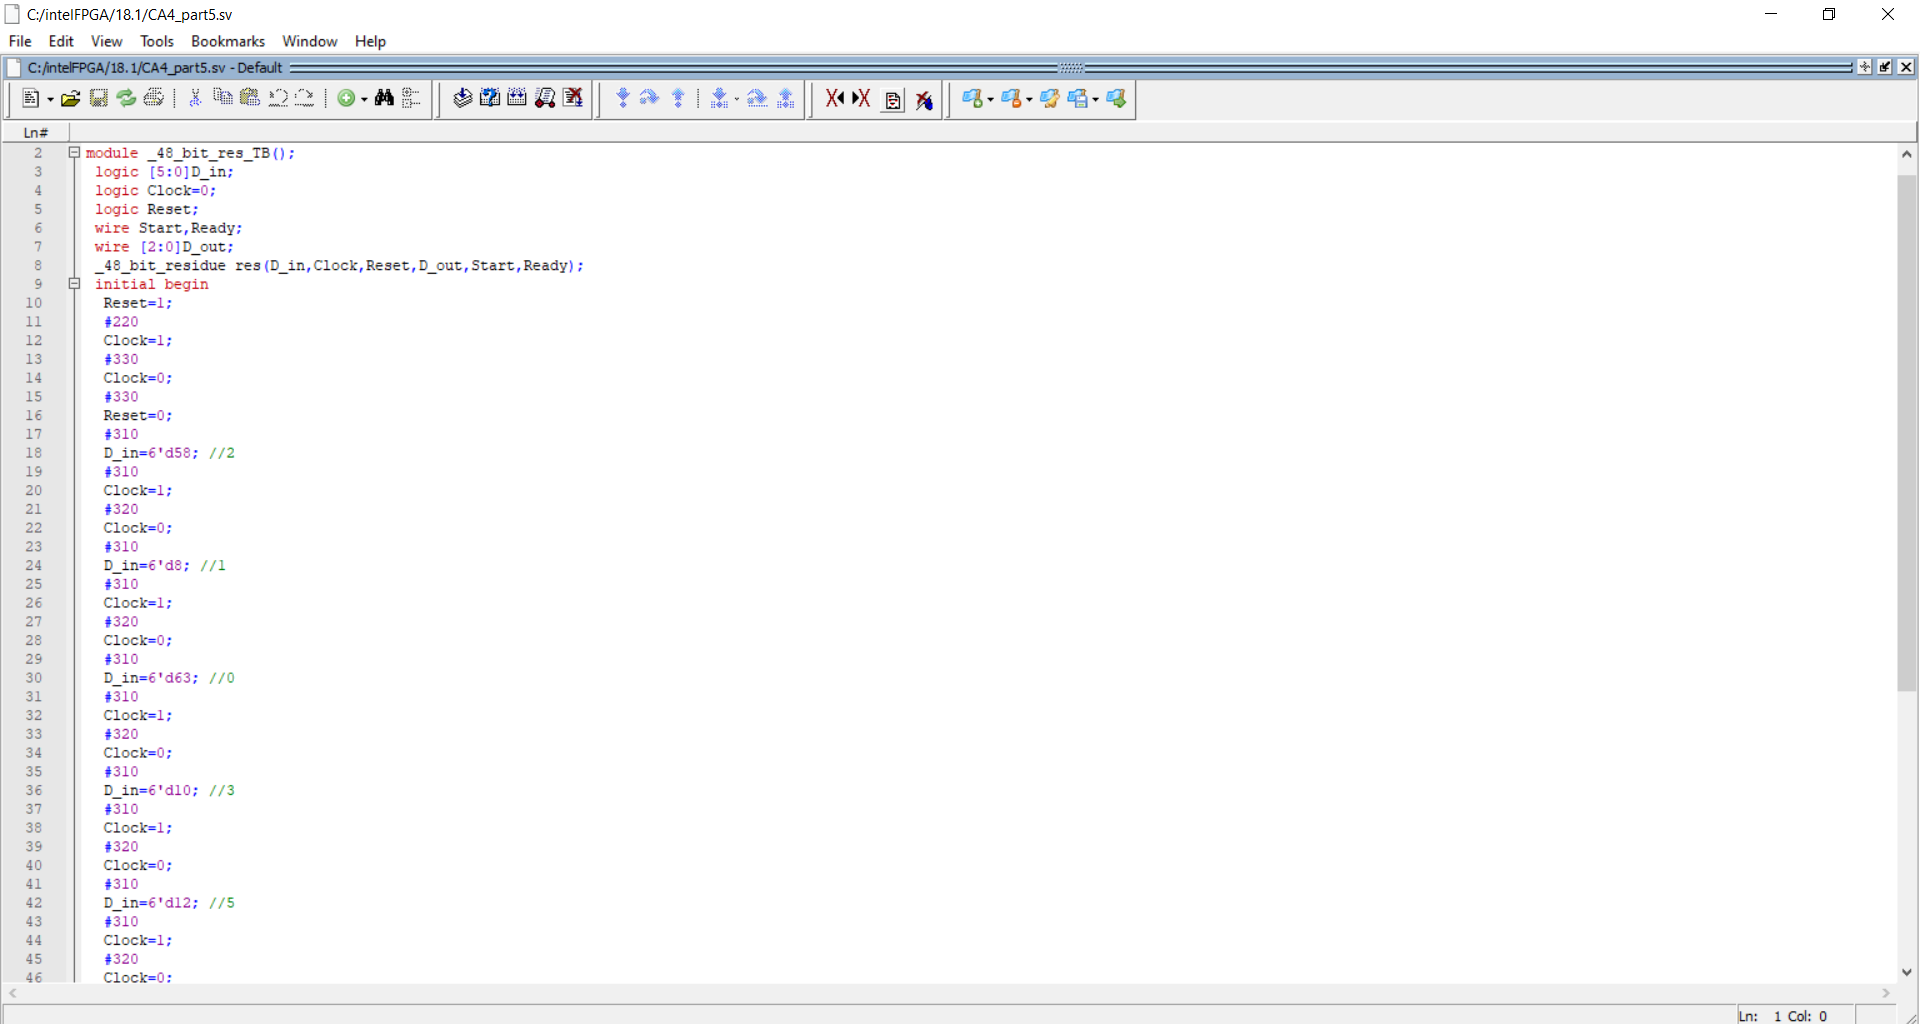 C:/intelFPGA/18.1/CA4_part5.sv
File Edit View Tools Bookmarks Window Help
C:/intelFPGA/18.1/CA4_part5.sv - Default
Ln#
2 module _48_bit_res_TB();
3 logic [5:0]D_in;
4 logic Clock=0;
5 logic Reset;
6 wire Start,Ready;
7 wire [2:0]D_out;
8 _48_bit_residue res(D_in,Clock,Reset,D_out,Start,Ready);
9 initial begin
10 Reset=1;
11 #220
12 Clock=1;
13 #330
14 Clock=0;
15 #330
16 Reset=0;
17 #310
18 D_in=6'd58; //2
19 #310
20 Clock=1;
21 #320
22 Clock=0;
23 #310
24 D_in=6'd8; //1
25 #310
26 Clock=1;
27 #320
28 Clock=0;
29 #310
30 D_in=6'd63; //0
31 #310
32 Clock=1;
33 #320
34 Clock=0;
35 #310
36 D_in=6'd10; //3
37 #310
38 Clock=1;
39 #320
40 Clock=0;
41 #310
42 D_in=6'd12; //5
43 #310
44 Clock=1;
45 #320
46 Clock=0;
Ln: 1 Col: 0